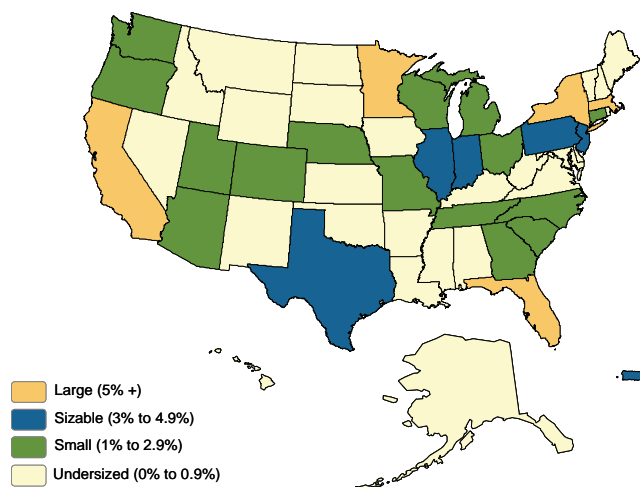 Large (5% +)
Sizable (3% to 4.9%)
Small (1% to 2.9%)
Undersized (0% to 0.9%)